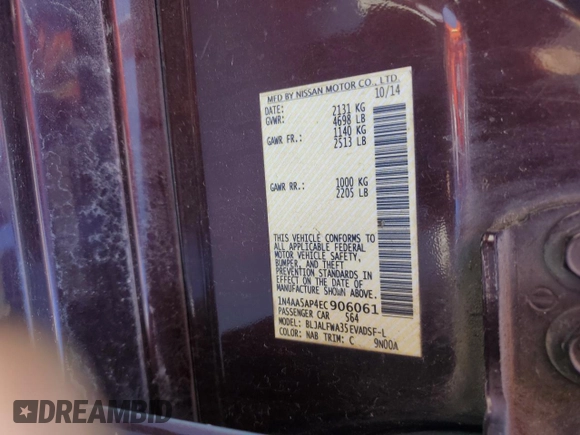 MFD BY NISSAN MOTOR CO., LTD.
10/14
DATE:
GVWR: 2131 KG
4698 LB
GAWR FR.: 1140 KG
2513 LB
GAWR RR.: 1000 KG
2205 LB
THIS VEHICLE CONFORMS TO
ALL APPLICABLE FEDERAL
MOTOR VEHICLE SAFETY,
BUMPER, AND THEFT
PREVENTION STANDARDS IN
EFFECT ON THE DATE OF
MANUFACTURE SHOWN ABOVE.
1N4AA5AP4EC906061
PASSENGER CAR 564
MODEL: BLJALFWA35EVADSF-L
COLOR: NAB TRIM: C 9N00A
DREAMBID